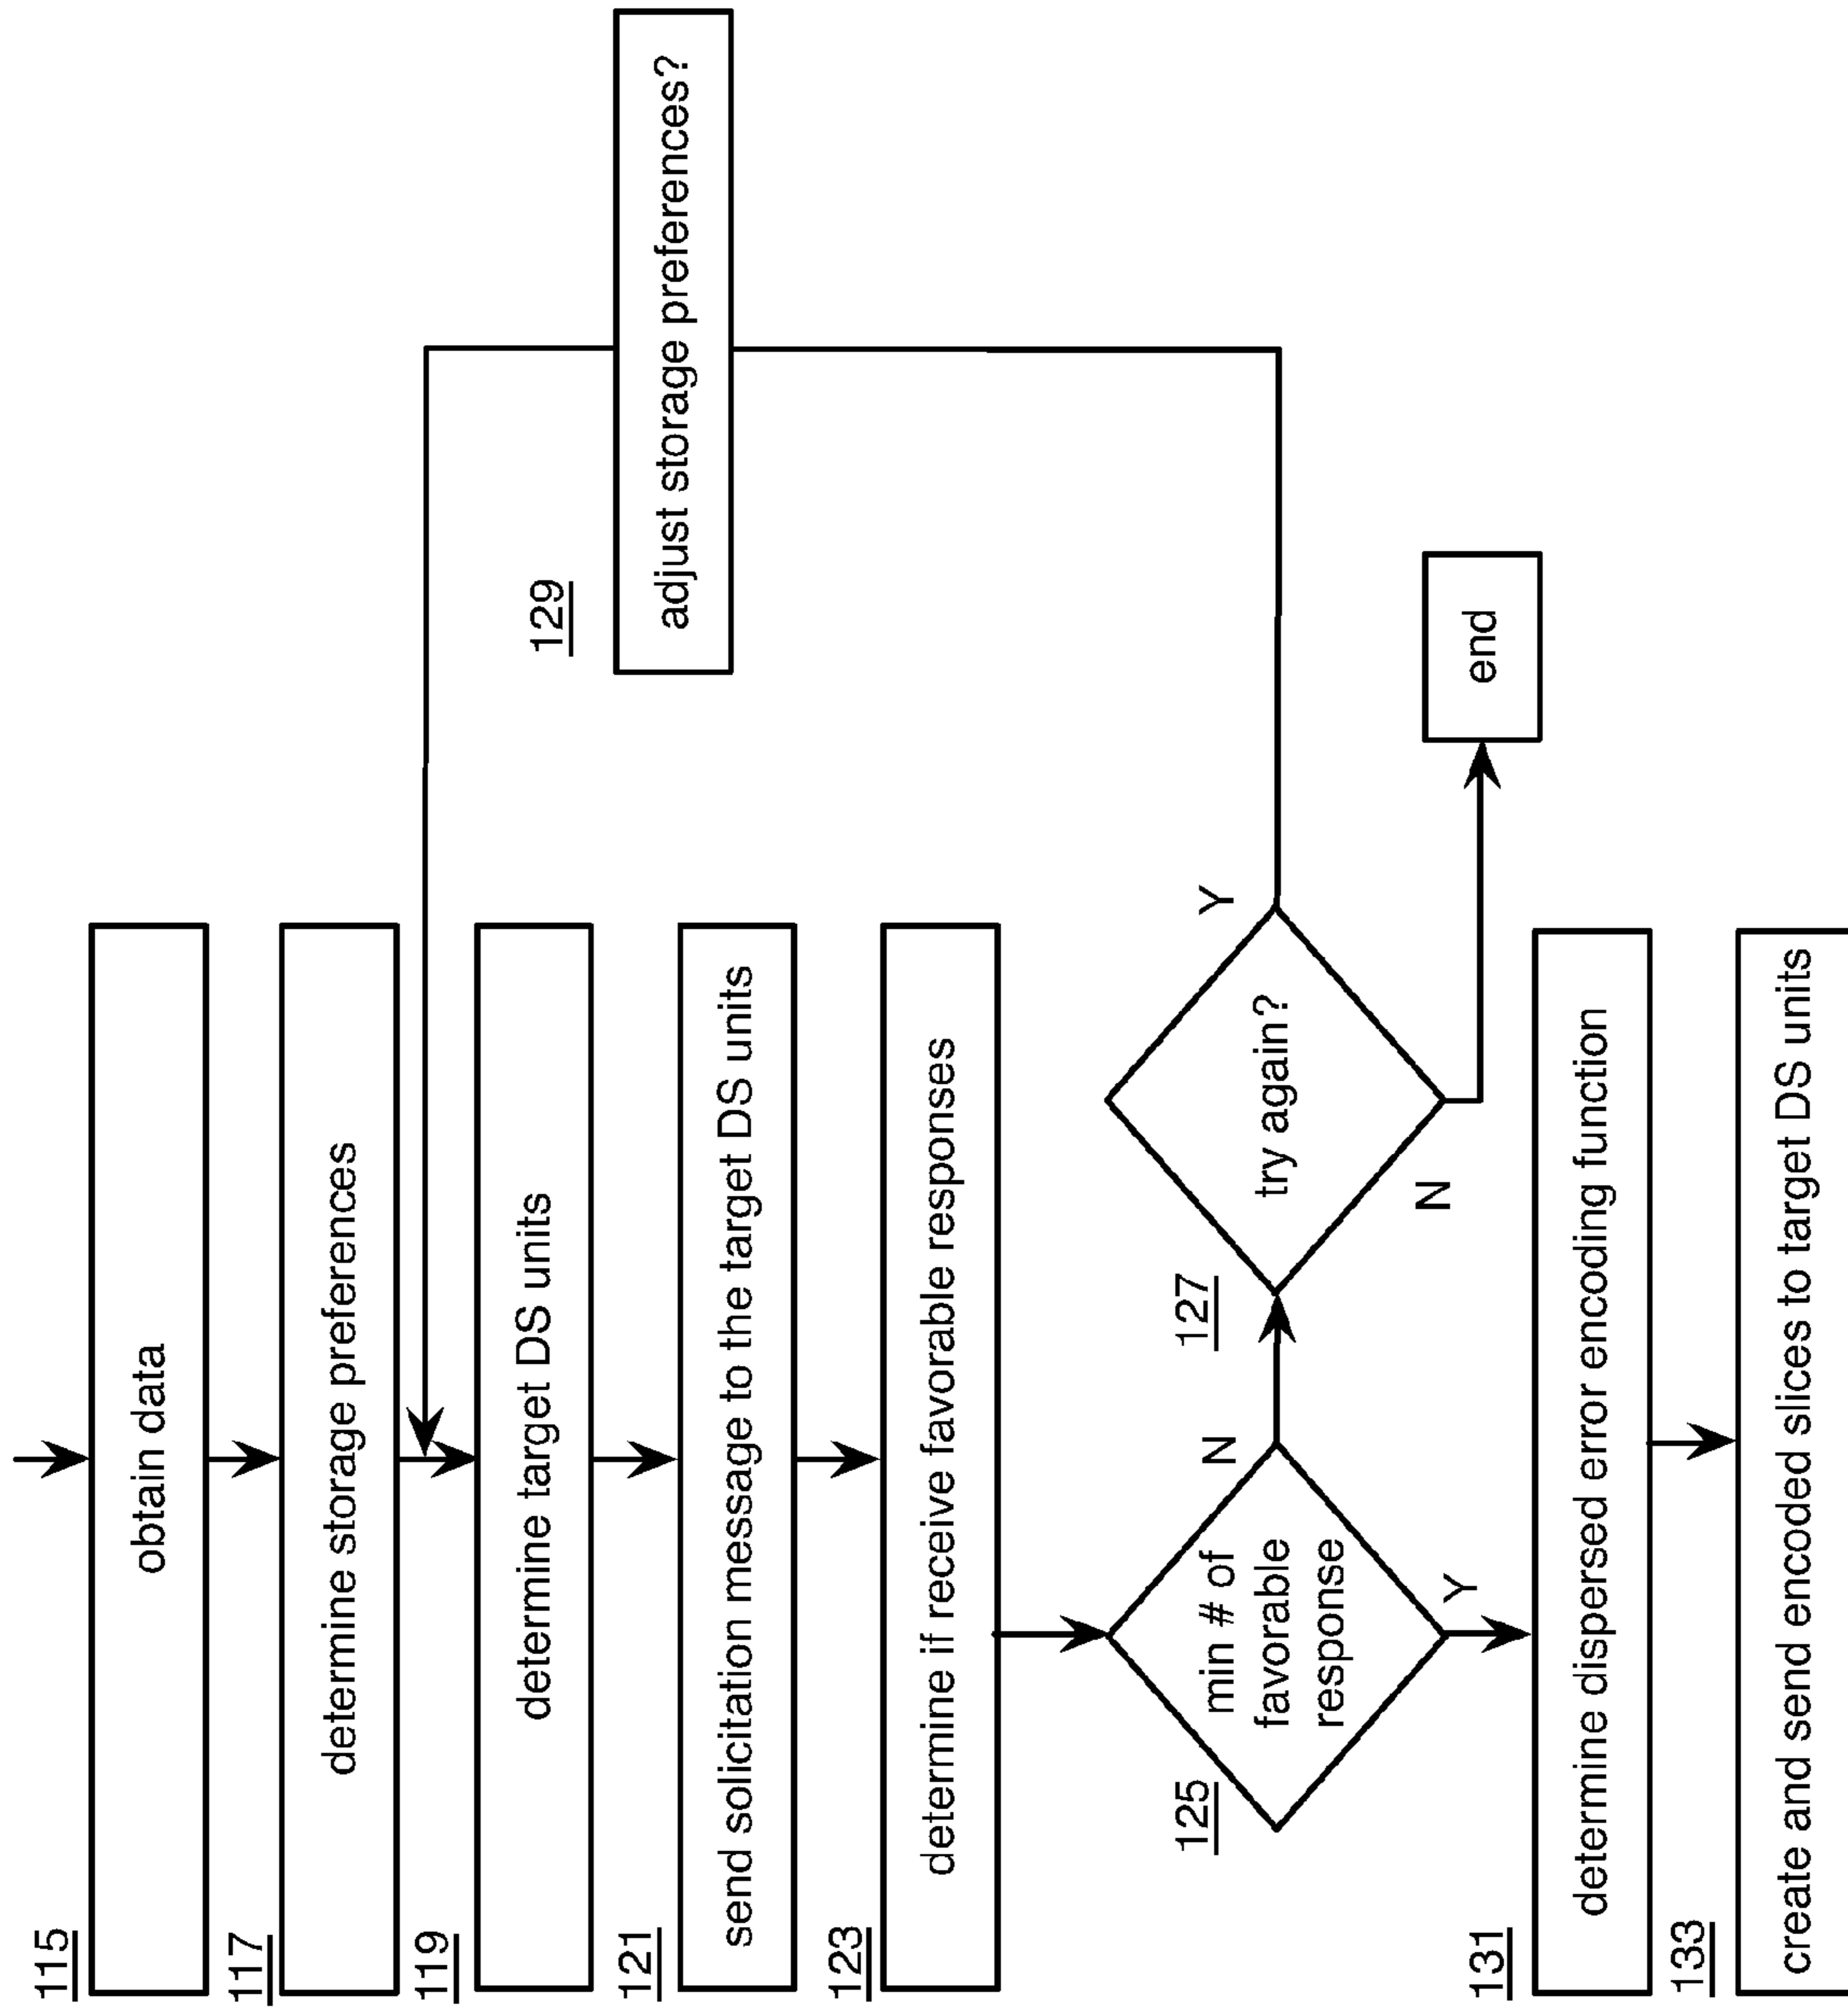 115
obtain data
117
determine storage preferences
119
determine target DS units
121
send solicitation message to the target DS units
123
determine if receive favorable responses
125
min # of
favorable
response
N
Y
127
try again?
Y
N
129
adjust storage preferences?
end
131
determine dispersed error encoding function
133
create and send encoded slices to target DS units